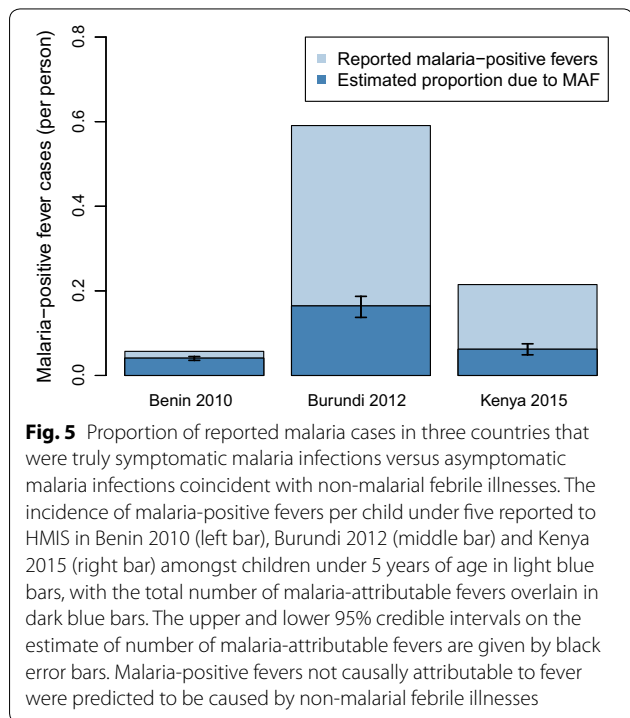 0.8
Reported malaria−positive fevers
Estimated proportion due to MAF
0.6
Malaria−positive fever cases (per person)
0.4
0.2
0.0
Benin 2010 Burundi 2012 Kenya 2015
Fig. 5 Proportion of reported malaria cases in three countries that
were truly symptomatic malaria infections versus asymptomatic
malaria infections coincident with non-malarial febrile illnesses. The
incidence of malaria-positive fevers per child under five reported to
HMIS in Benin 2010 (left bar), Burundi 2012 (middle bar) and Kenya
2015 (right bar) amongst children under 5 years of age in light blue
bars, with the total number of malaria-attributable fevers overlain in
dark blue bars. The upper and lower 95% credible intervals on the
estimate of number of malaria-attributable fevers are given by black
error bars. Malaria-positive fevers not causally attributable to fever
were predicted to be caused by non-malarial febrile illnesses